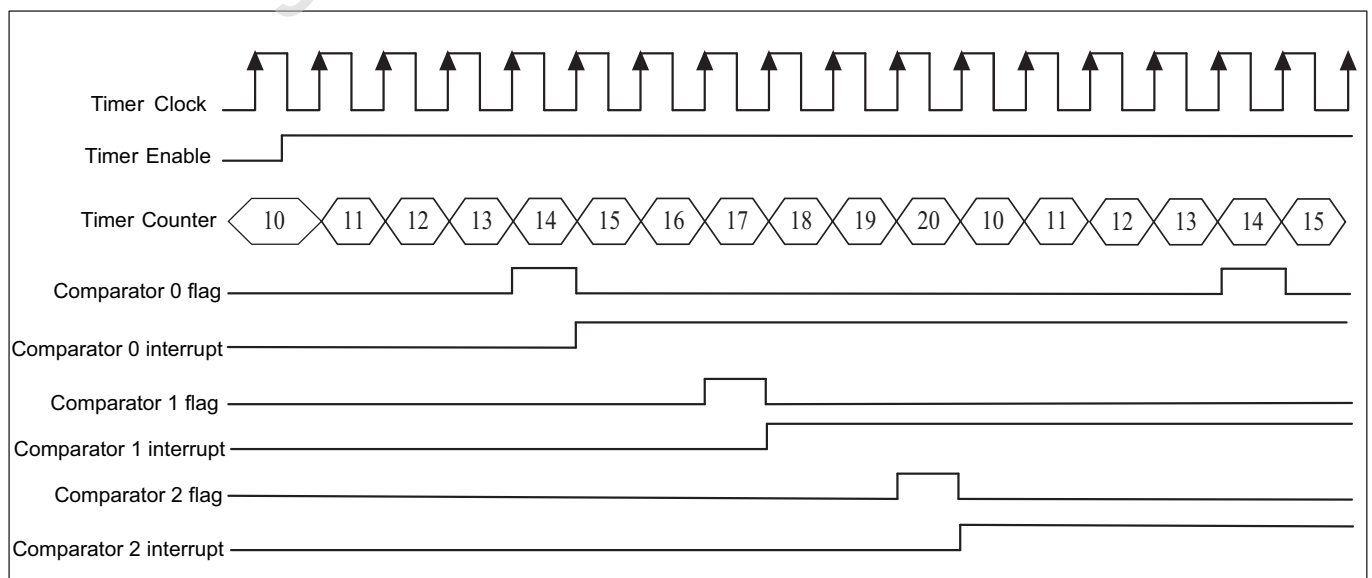 Timer Clock
Timer Enable
Timer Counter 10 11 12 13 14 15 16 17 18 19 20 10 11 12 13 14 15
Comparator 0 flag
Comparator 0 interrupt
Comparator 1 flag
Comparator 1 interrupt
Comparator 2 flag
Comparator 2 interrupt